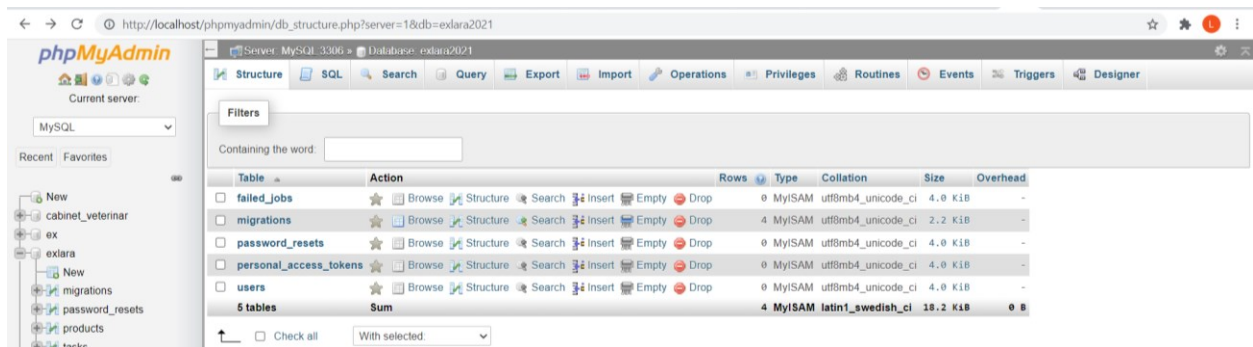 http://localhost/phpmyadmin/db_structure.php?server=1&db=exlara2021
L
phpMyAdmin
Current server:
MySQL
Recent Favorites
New
cabinet_veterinar
ex
exlara
New
migrations
password_resets
products
tasks
Server: MySQL:3306 » Database: exlara2021
Structure SQL Search Query Export Import Operations Privileges Routines Events Triggers Designer
Filters
Containing the word:
Table Action Rows Type Collation Size Overhead
failed_jobs Browse Structure Search Insert Empty Drop 0 MyISAM utf8mb4_unicode_ci 4.0 KiB -
migrations Browse Structure Search Insert Empty Drop 4 MyISAM utf8mb4_unicode_ci 2.2 KiB -
password_resets Browse Structure Search Insert Empty Drop 0 MyISAM utf8mb4_unicode_ci 4.0 KiB -
personal_access_tokens Browse Structure Search Insert Empty Drop 0 MyISAM utf8mb4_unicode_ci 4.0 KiB -
users Browse Structure Search Insert Empty Drop 0 MyISAM utf8mb4_unicode_ci 4.0 KiB -
5 tables Sum 4 MyISAM latin1_swedish_ci 18.2 KiB 0 B
Check all With selected: